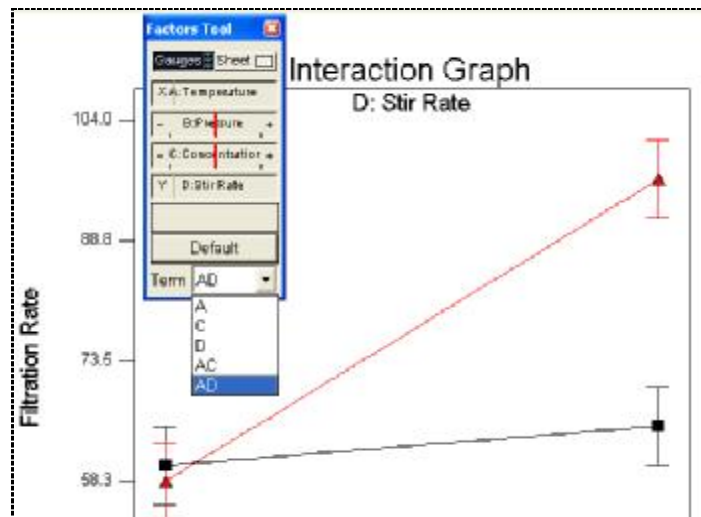 Factors Tool
Gauges Sheet
X A:Temperature
- B:Pressure +
- C:Concentration +
Y D:Stir Rate
Default
Term AD
A
C
D
AC
AD
Interaction Graph
D: Stir Rate
104.0
88.8
73.5
58.3
Filtration Rate